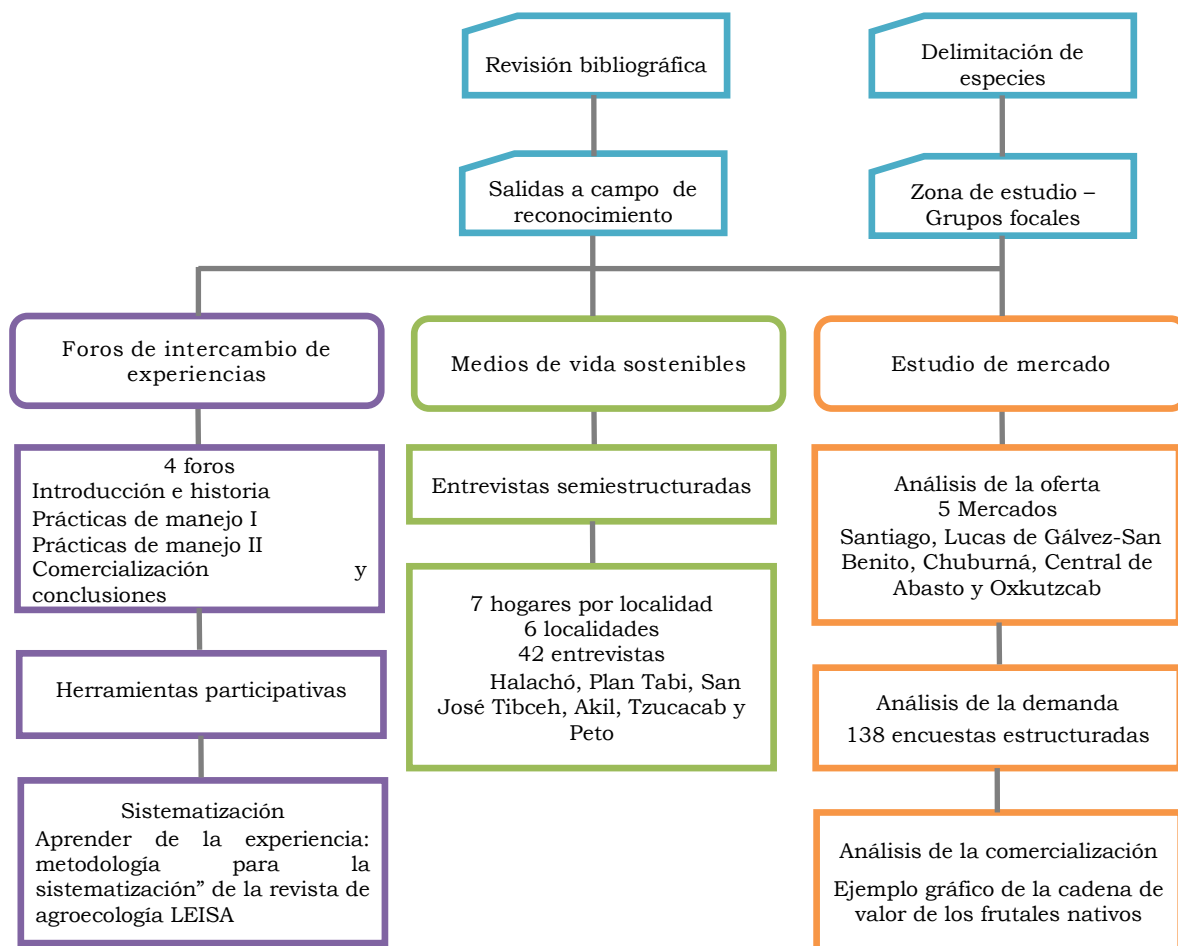 Revisión bibliográfica
Delimitación de
especies
Salidas a campo de
reconocimiento
Zona de estudio –
Grupos focales
Foros de intercambio de
experiencias
Medios de vida sostenibles
Estudio de mercado
4 foros
Introducción e historia
Prácticas de manejo I
Prácticas de manejo II
Comercialización y
conclusiones
Herramientas participativas
Sistematización
Aprender de la experiencia:
metodología para la
sistematización” de la revista de
agroecología LEISA
Entrevistas semiestructuradas
7 hogares por localidad
6 localidades
42 entrevistas
Halachó, Plan Tabi, San
José Tibceh, Akil, Tzucacab y
Peto
Análisis de la oferta
5 Mercados
Santiago, Lucas de Gálvez-San
Benito, Chuburná, Central de
Abasto y Oxkutzcab
Análisis de la demanda
138 encuestas estructuradas
Análisis de la comercialización
Ejemplo gráfico de la cadena de
valor de los frutales nativos